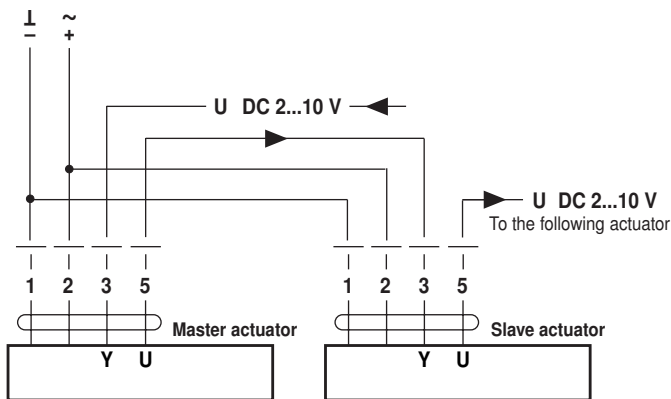 ⊥ ~
– +
U DC 2...10 V
U DC 2...10 V
To the following actuator
1 2 3 5
1 2 3 5
Master actuator
Slave actuator
Y U
Y U